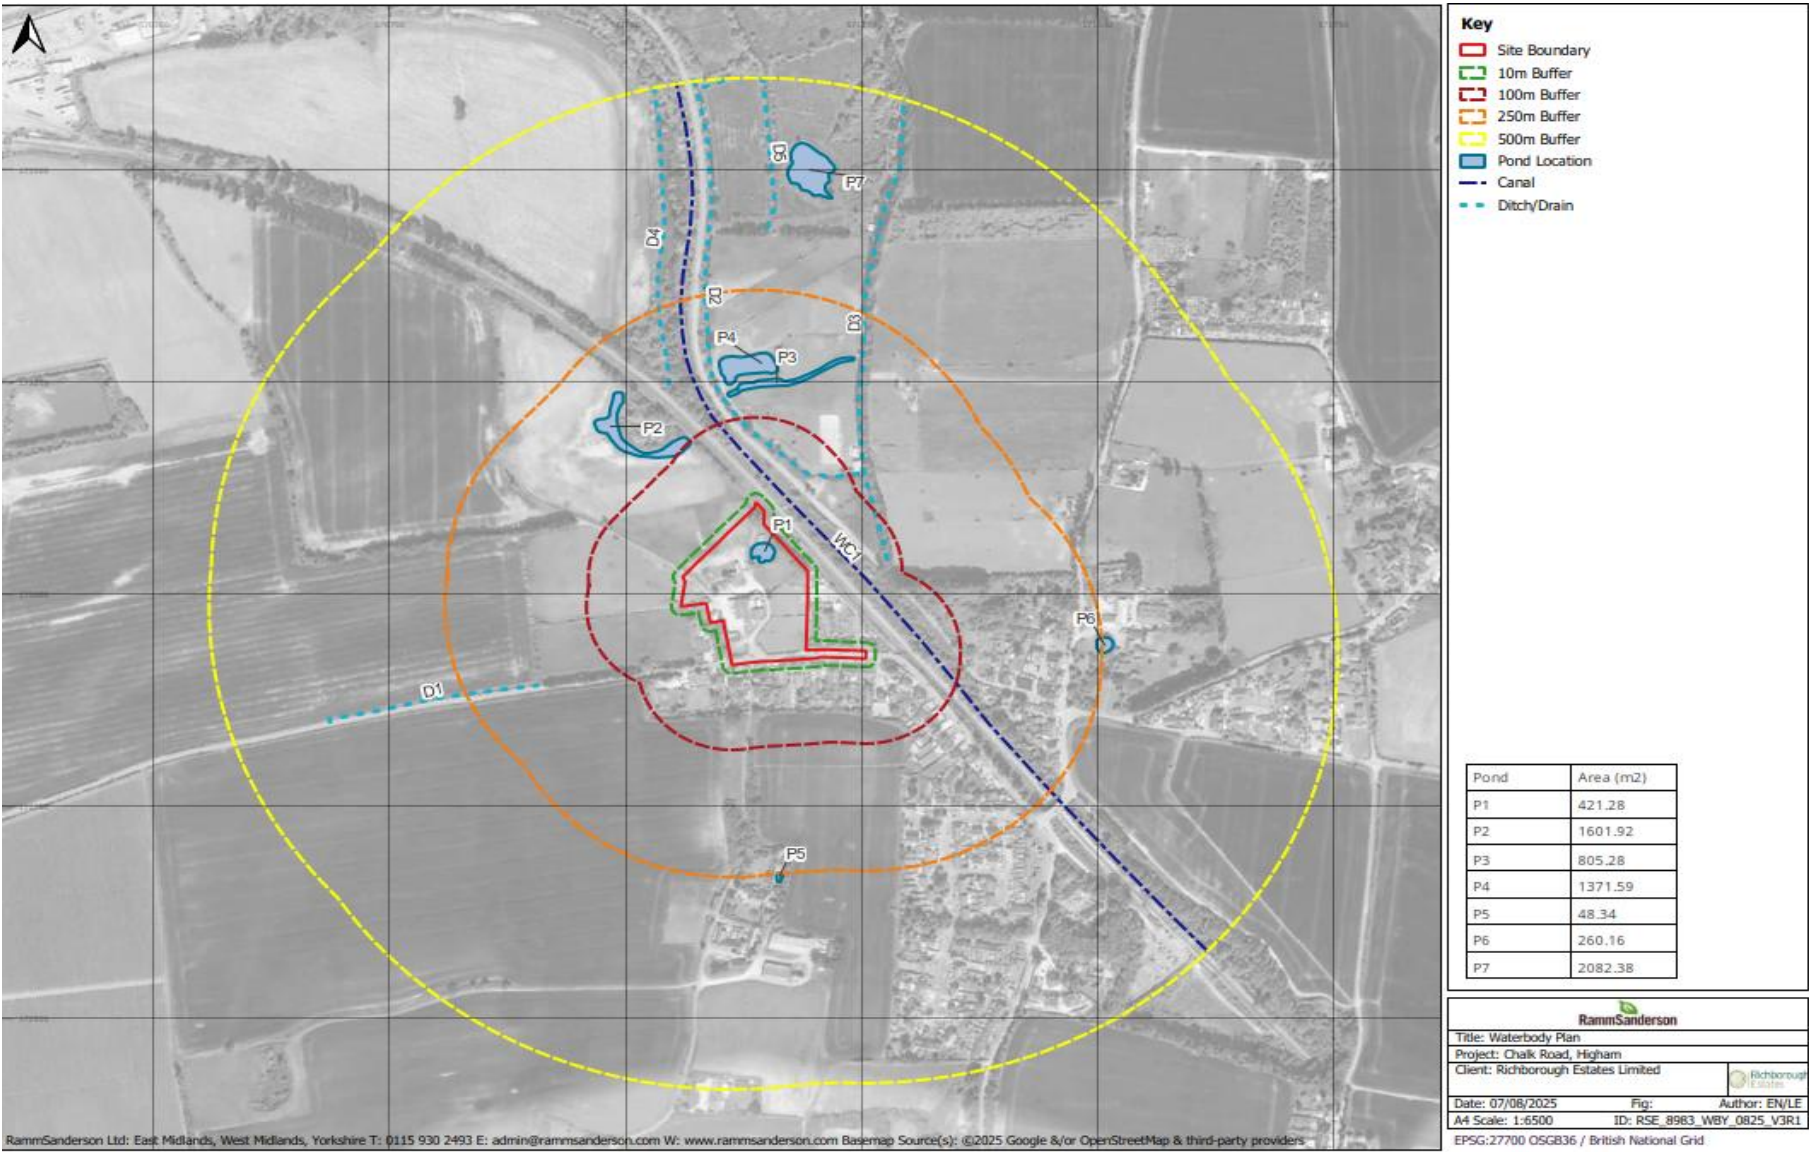 Key
Site Boundary
10m Buffer
100m Buffer
250m Buffer
500m Buffer
Pond Location
Canal
Ditch/Drain
D5
P7
D4
D2
D3
P4
P3
P2
P1
WC1
P6
D1
P5
Pond Area (m2)
P1 421.28
P2 1601.92
P3 805.28
P4 1371.59
P5 48.34
P6 260.16
P7 2082.38
RammSanderson
Title: Waterbody Plan
Project: Chalk Road, Higham
Client: Richborough Estates Limited
Richborough
Estates
Date: 07/08/2025 Fig: Author: EN/LE
A4 Scale: 1:6500 ID: RSE_8983_WBY_0825_V3R1
EPSG:27700 OSGB36 / British National Grid
RammSanderson Ltd: East Midlands, West Midlands, Yorkshire T: 0115 930 2493 E: admin@rammsanderson.com W: www.rammsanderson.com Basemap Source(s): ©2025 Google &/or OpenStreetMap & third-party providers